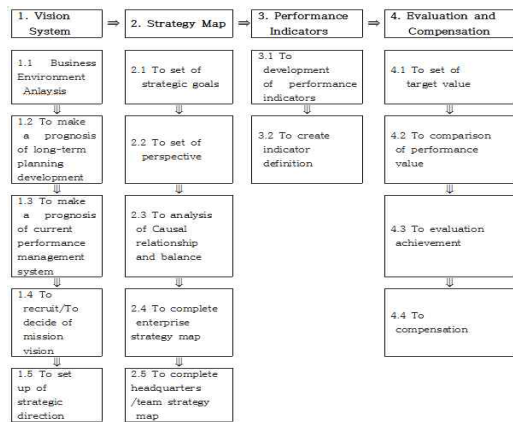 1. Vision
System
⇒
2. Strategy Map
⇒
3. Performance
Indicators
⇒
4. Evaluation and
Compensation
1.1 Business
Environment
Anlaysis
⇓
1.2 To make
a prognosis
of long-term
planning
development
⇓
1.3 To make
a prognosis
of current
performance
management
system
⇓
1.4 To
recruit/To
decide of
mission
vision
⇓
1.5 To set
up of
strategic
direction
2.1 To set of
strategic goals
⇓
2.2 To set of
perspective
⇓
2.3 To analysis
of Causal
relationship
and balance
⇓
2.4 To complete
enterprise
strategy map
⇓
2.5 To complete
headquarters
/team strategy
map
3.1 To
development
of performance
indicators
⇓
3.2 To create
indicator
definition
4.1 To set of
target value
⇓
4.2 To comparison
of performance
value
⇓
4.3 To evaluation
achievement
⇓
4.4 To
compensation